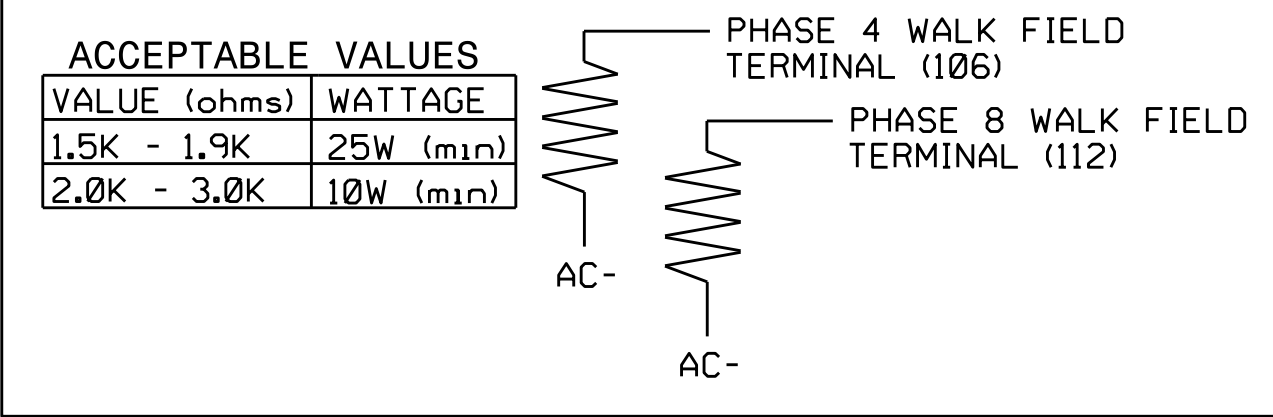 ACCEPTABLE VALUES
VALUE (ohms) WATTAGE
1.5K - 1.9K 25W (min)
2.0K - 3.0K 10W (min)
PHASE 4 WALK FIELD
TERMINAL (106)
AC-
PHASE 8 WALK FIELD
TERMINAL (112)
AC-